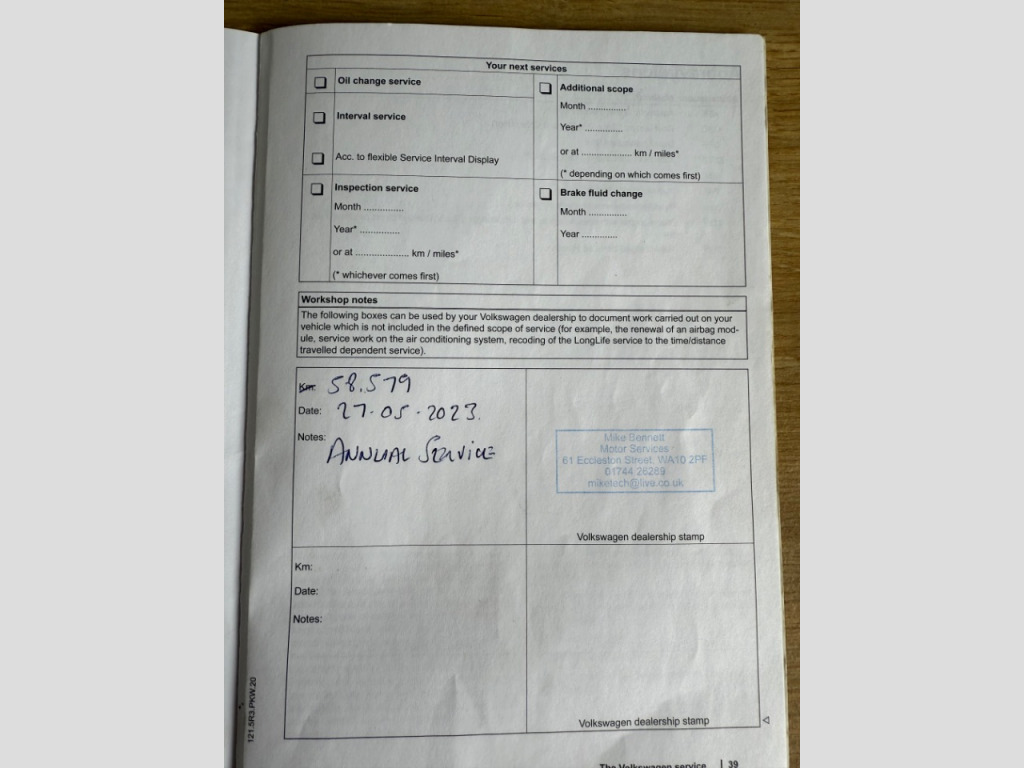 Your next services
Oil change service
Interval service
Acc. to flexible Service Interval Display
Additional scope
Month ..............
Year* ..............
or at .................... km / miles*
(* depending on which comes first)
Inspection service
Month ..............
Year* ..............
or at .................... km / miles*
(* whichever comes first)
Brake fluid change
Month ..............
Year .............
Workshop notes
The following boxes can be used by your Volkswagen dealership to document work carried out on your
vehicle which is not included in the defined scope of service (for example, the renewal of an airbag mod-
ule, service work on the air conditioning system, recoding of the LongLife service to the time/distance
travelled dependent service).
Km: 58.579
Date: 27-05-2023.
Notes:
ANNUAL SERVICE
Mike Bennett
Motor Services
61 Eccleston Street. WA10 2PF
01744 26289
miketech@live.co.uk
Volkswagen dealership stamp
Km:
Date:
Notes:
Volkswagen dealership stamp
121.5R3.PKW.20
The Volkswagen service | 39